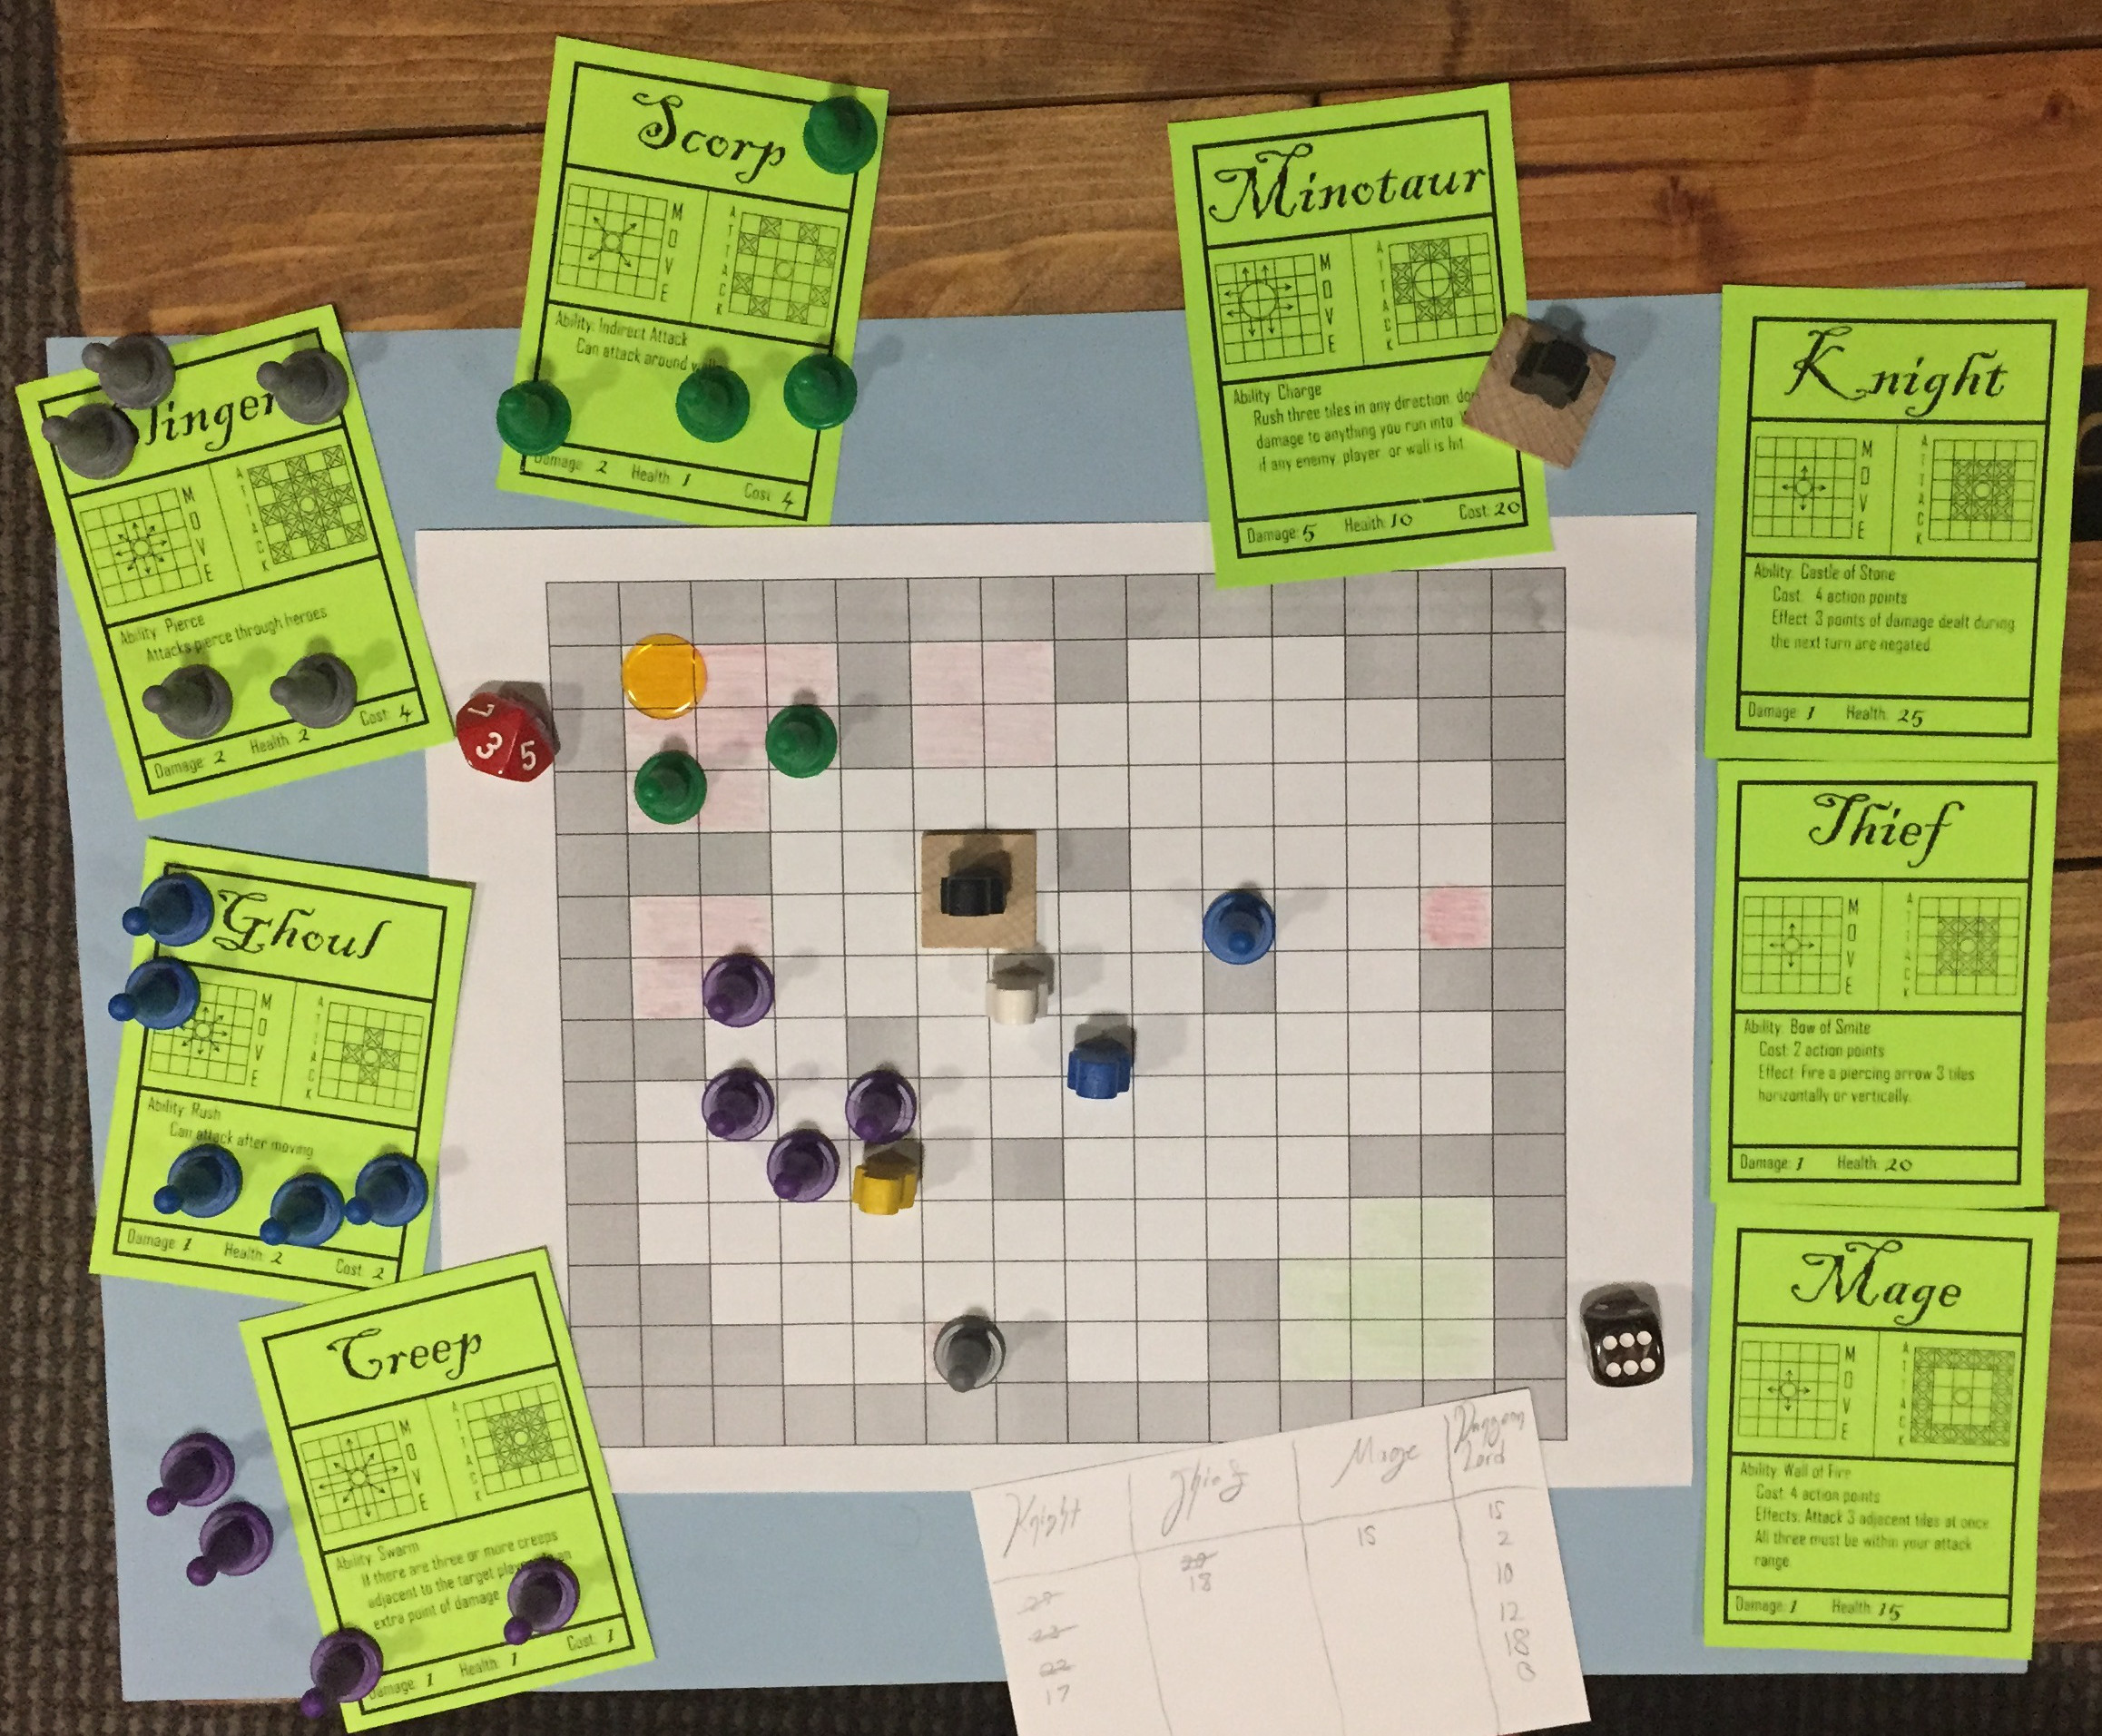 Scorp
MOVE
ATTACK
Ability: Indirect Attack
Can attack around
Damage: 2 Health 1 Cost 4
Minotaur
MOVE
ATTACK
Ability: Charge
Rush three tiles in any direction,
damage to anything you run into.
if any enemy, player, or wall is hit.
Damage: 5 Health: 10 Cost: 20
linger
MOVE
ATTACK
Ability: Pierce
Attacks pierce through heroes
Damage: 2 Health 2 Cost: 4
Knight
MOVE
ATTACK
Ability: Castle of Stone
Cost: 4 action points
Effect: 3 points of damage dealt during
the next turn are negated.
Damage: 1 Health: 25
7
3 5
Thief
MOVE
ATTACK
Ability: Bow of Smite
Cost: 2 action points
Effect: Fire a piercing arrow 3 tiles
horizontally or vertically.
Damage: 1 Health: 20
Ghoul
MOVE
ATTACK
Ability: Rush
Can attack after moving
Damage: 1 Health: 2 Cost: 2
Mage
MOVE
ATTACK
Ability: Wall of Fire
Cost: 4 action points
Effects: Attack 3 adjacent tiles at once
All three must be within your attack
range
Damage: 1 Health: 15
Creep
MOVE
ATTACK
Ability: Swarm
If there are three or more creeps
adjacent to the target
extra point of damage
Damage: 1 Health: 1 Cost: 1
Knight Thief Mage Dungeon
Lord
15
20 15 2
18 10
12
18
22
17